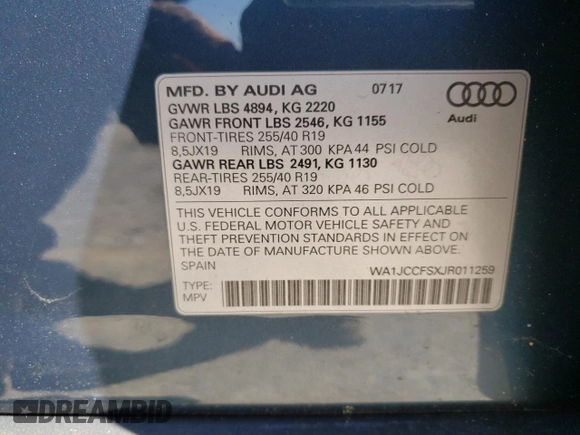 MFD. BY AUDI AG 07 17
GVWR LBS 4894, KG 2220
GAWR FRONT LBS 2546, KG 1155
FRONT-TIRES 255/40 R19
8,5JX19 RIMS, AT 300 KPA 44 PSI COLD
GAWR REAR LBS 2491, KG 1130
REAR-TIRES 255/40 R19
8,5JX19 RIMS, AT 320 KPA 46 PSI COLD
Audi
THIS VEHICLE CONFORMS TO ALL APPLICABLE
U.S. FEDERAL MOTOR VEHICLE SAFETY AND
THEFT PREVENTION STANDARDS IN EFFECT ON
THE DATE OF MANUFACTURE SHOWN ABOVE.
SPAIN WA1JCCFSXJR011259
TYPE:
MPV
DREAMBID